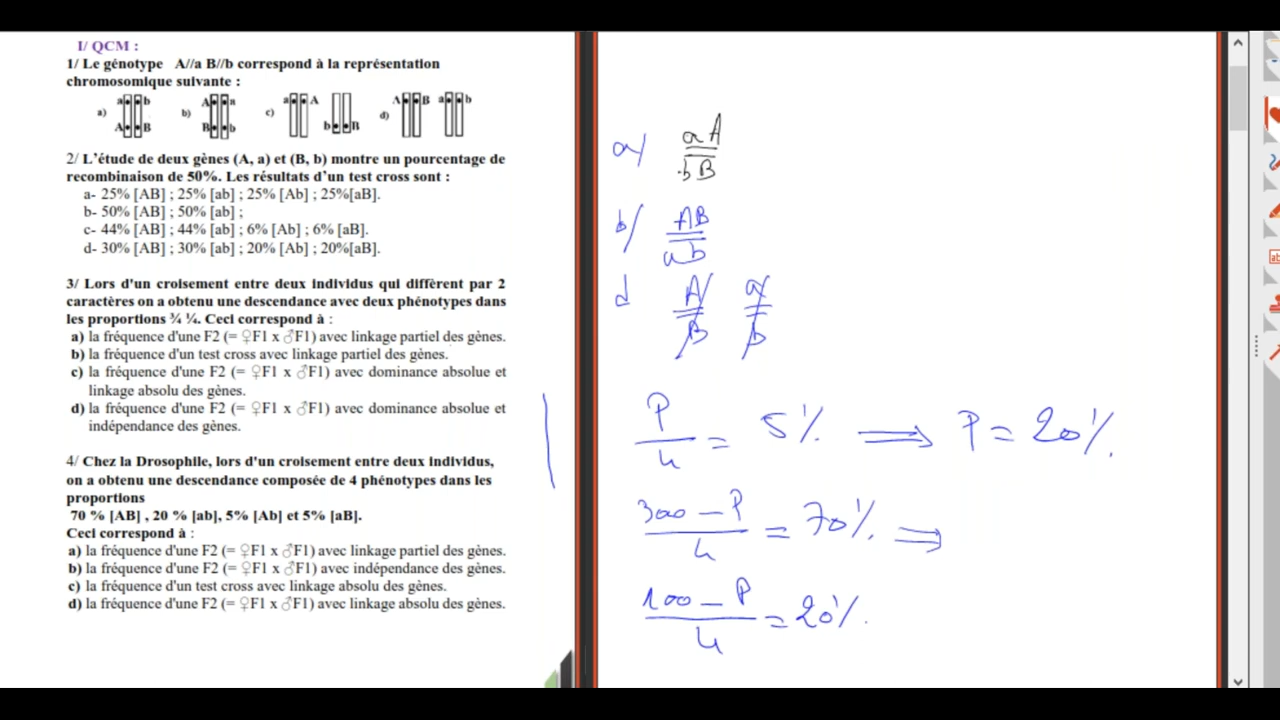 I/ QCM :
1/ Le génotype A//a B//b correspond à la représentation
chromosomique suivante :
a) a b A B b) A a B b c) a A b B d) A B a b
2/ L'étude de deux gènes (A, a) et (B, b) montre un pourcentage de
recombinaison de 50%. Les résultats d'un test cross sont :
a- 25% [AB] ; 25% [ab] ; 25% [Ab] ; 25%[aB].
b- 50% [AB] ; 50% [ab] ;
c- 44% [AB] ; 44% [ab] ; 6% [Ab] ; 6% [aB].
d- 30% [AB] ; 30% [ab] ; 20% [Ab] ; 20%[aB].
3/ Lors d'un croisement entre deux individus qui diffèrent par 2
caractères on a obtenu une descendance avec deux phénotypes dans
les proportions ¾ ¼. Ceci correspond à :
a) la fréquence d'une F2 (= ♀F1 x ♂F1) avec linkage partiel des gènes.
b) la fréquence d'un test cross avec linkage partiel des gènes.
c) la fréquence d'une F2 (= ♀F1 x ♂F1) avec dominance absolue et
linkage absolu des gènes.
d) la fréquence d'une F2 (= ♀F1 x ♂F1) avec dominance absolue et
indépendance des gènes.
4/ Chez la Drosophile, lors d'un croisement entre deux individus,
on a obtenu une descendance composée de 4 phénotypes dans les
proportions
70 % [AB] , 20 % [ab], 5% [Ab] et 5% [aB].
Ceci correspond à :
a) la fréquence d'une F2 (= ♀F1 x ♂F1) avec linkage partiel des gènes.
b) la fréquence d'une F2 (= ♀F1 x ♂F1) avec indépendance des gènes.
c) la fréquence d'un test cross avec linkage absolu des gènes.
d) la fréquence d'une F2 (= ♀F1 x ♂F1) avec linkage absolu des gènes.
a/ aA
bB
b/ AB
ab
d A a
B b
P/4 = 5% ⟹ P = 20%.
300 - P / 4 = 70% ⟹
100 - P / 4 = 20%.